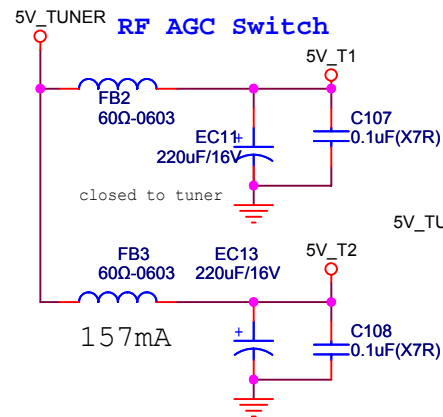 5V_TUNER
RF AGC Switch
5V_T1
FB2
60Ω-0603
EC11
220uF/16V
+
C107
0.1uF(X7R)
closed to tuner
5V_TU
FB3
60Ω-0603
EC13
220uF/16V
5V_T2
157mA
+
C108
0.1uF(X7R)